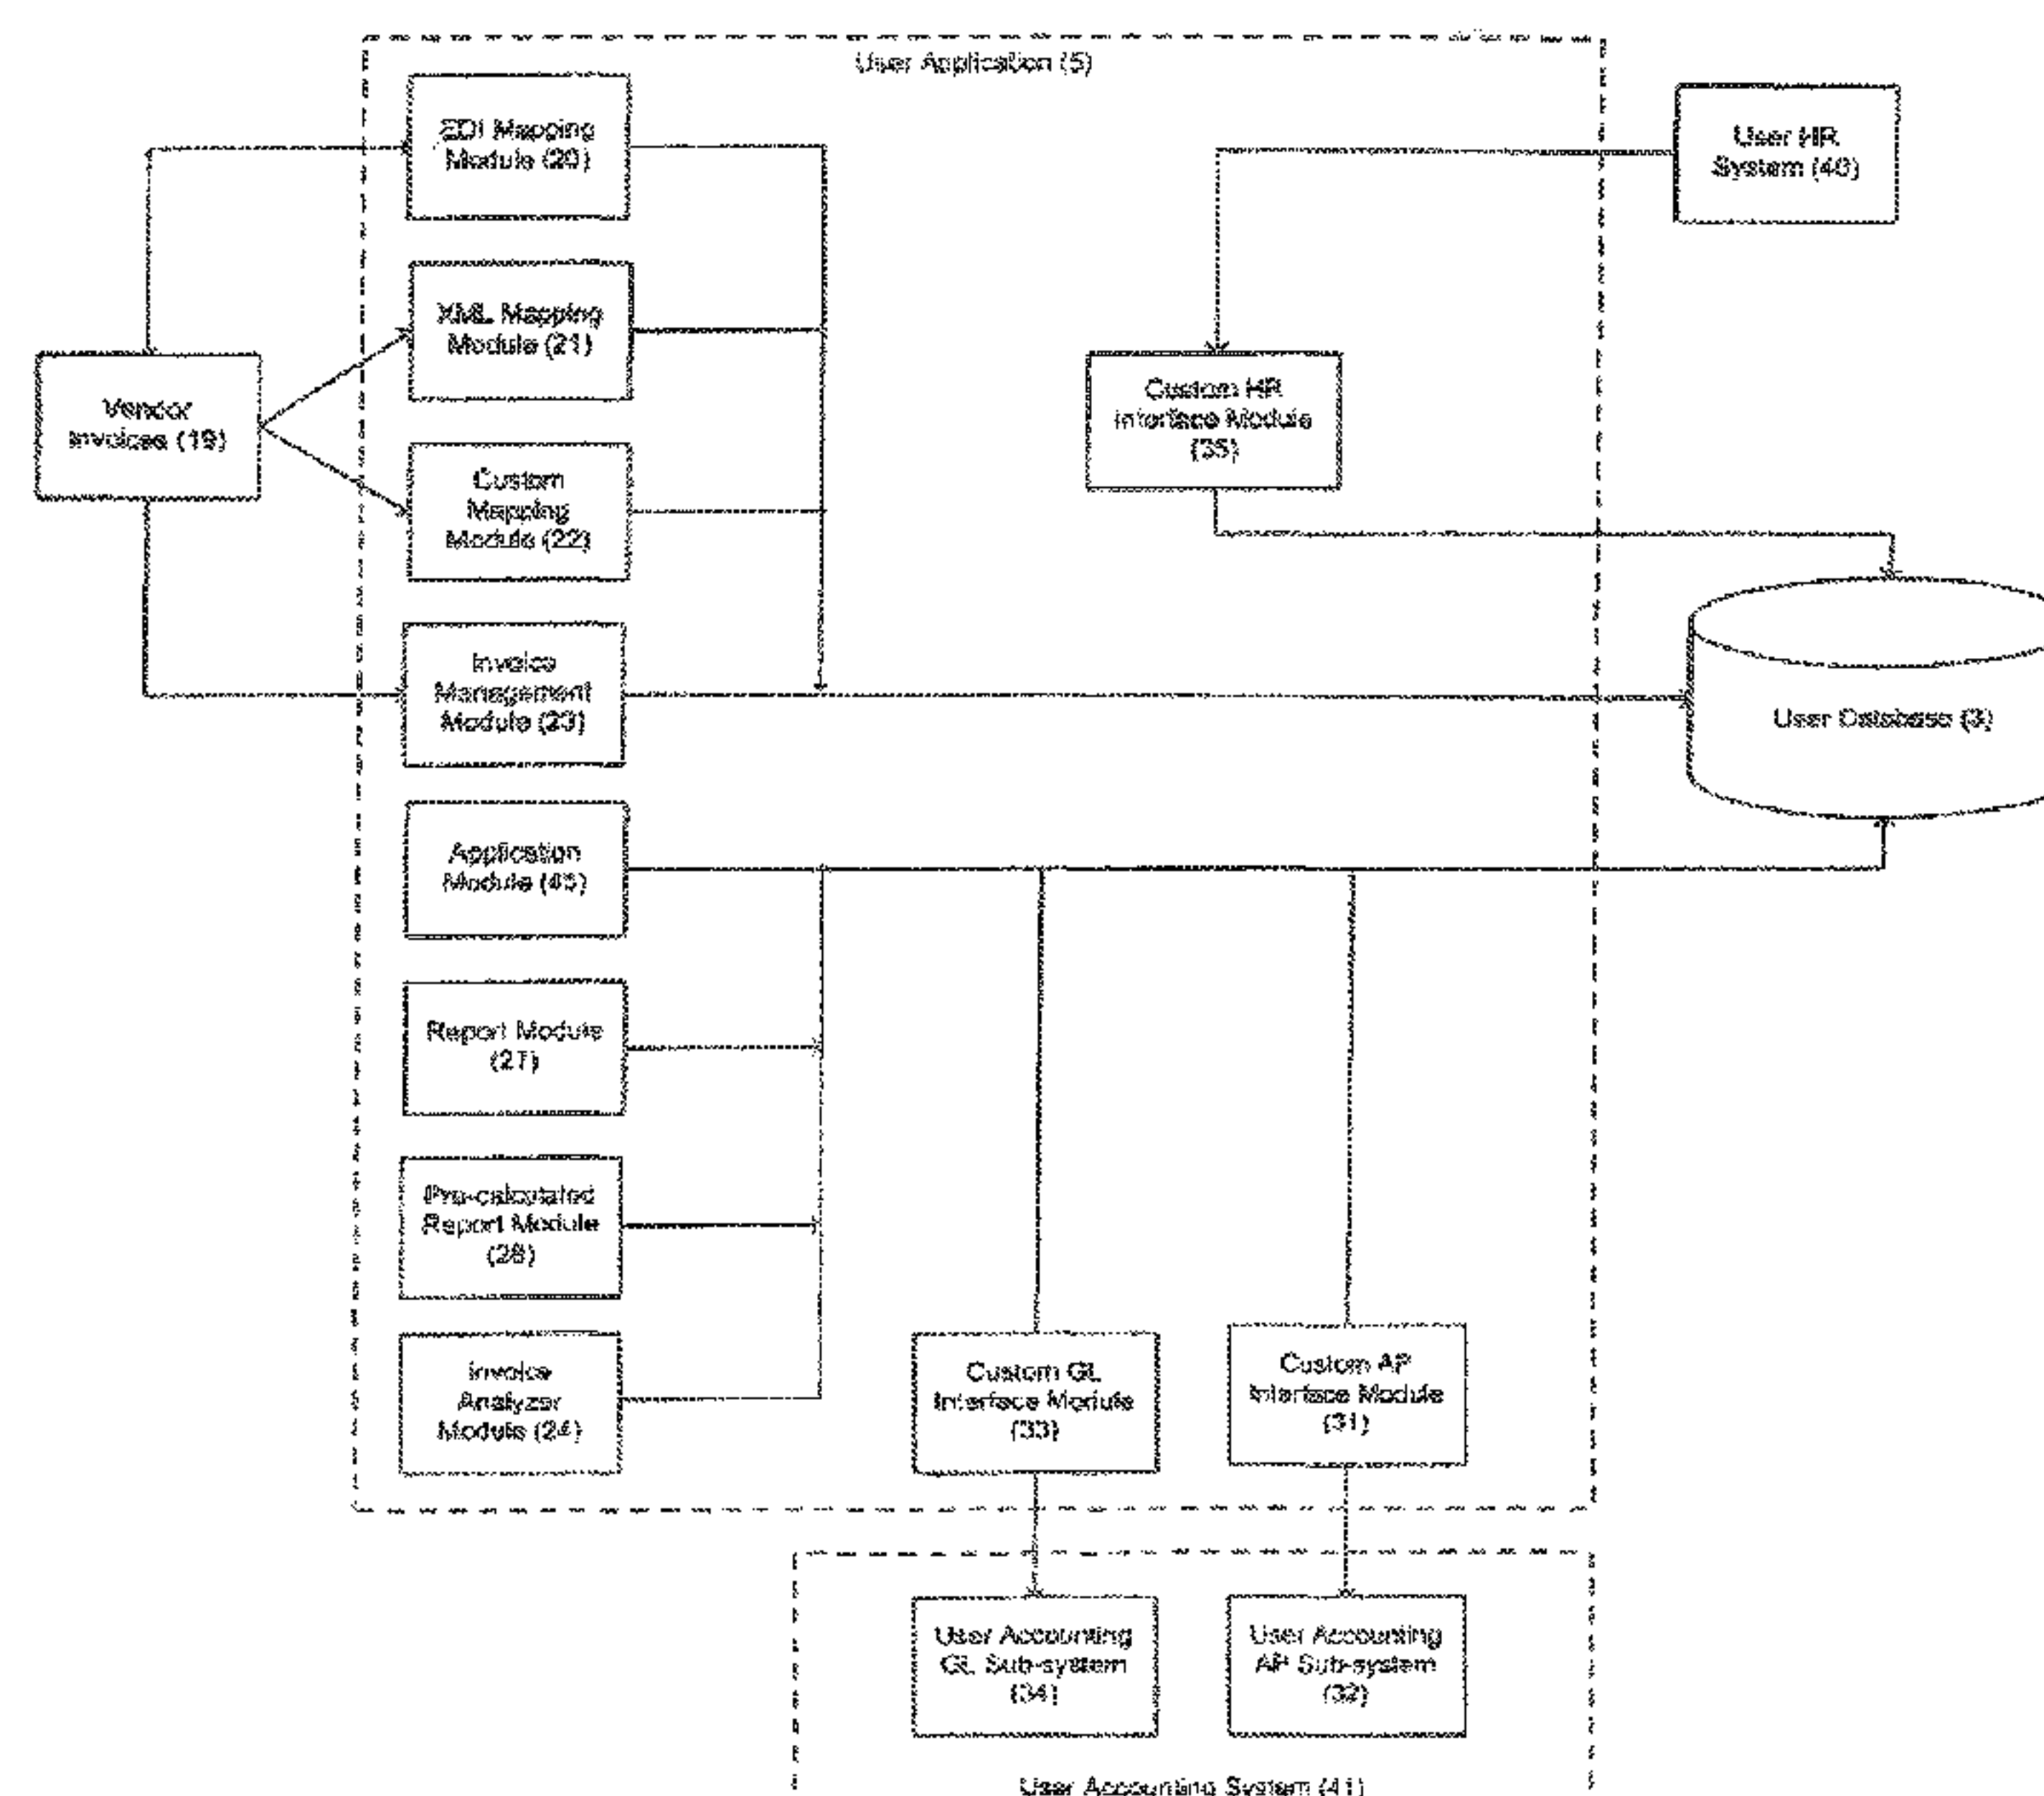 User Application (5)
EDI Mapping
Module (20)
User HR
System (40)
XML Mapping
Module (21)
Vendor
Invoices (19)
Custom HR
Interface Module
(35)
Custom
Mapping
Module (22)
Invoice
Management
Module (23)
User Database (3)
Application
Module (45)
Report Module
(27)
Pre-calculated
Report Module
(28)
Invoice
Analyzer
Module (24)
Custom GL
Interface Module
(33)
Custom AP
Interface Module
(31)
User Accounting
GL Sub-system
(34)
User Accounting
AP Sub-system
(32)
User Accounting System (41)